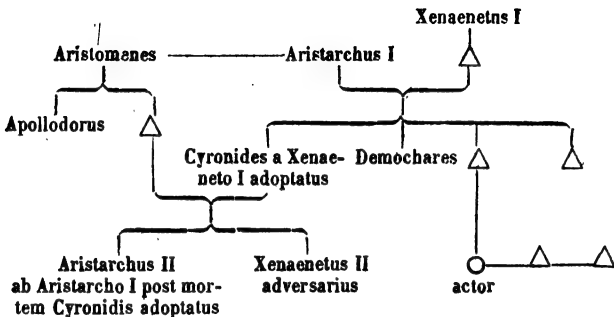 Xenaenetus I
Aristomenes
Aristarchus I
Apollodorus
Cyronides a Xenae-
neto I adoptatus
Demochares
Aristarchus II
ab Aristarcho I post mor-
tem Cyronidis adoptatus
Xenaenetus II
adversarius
actor